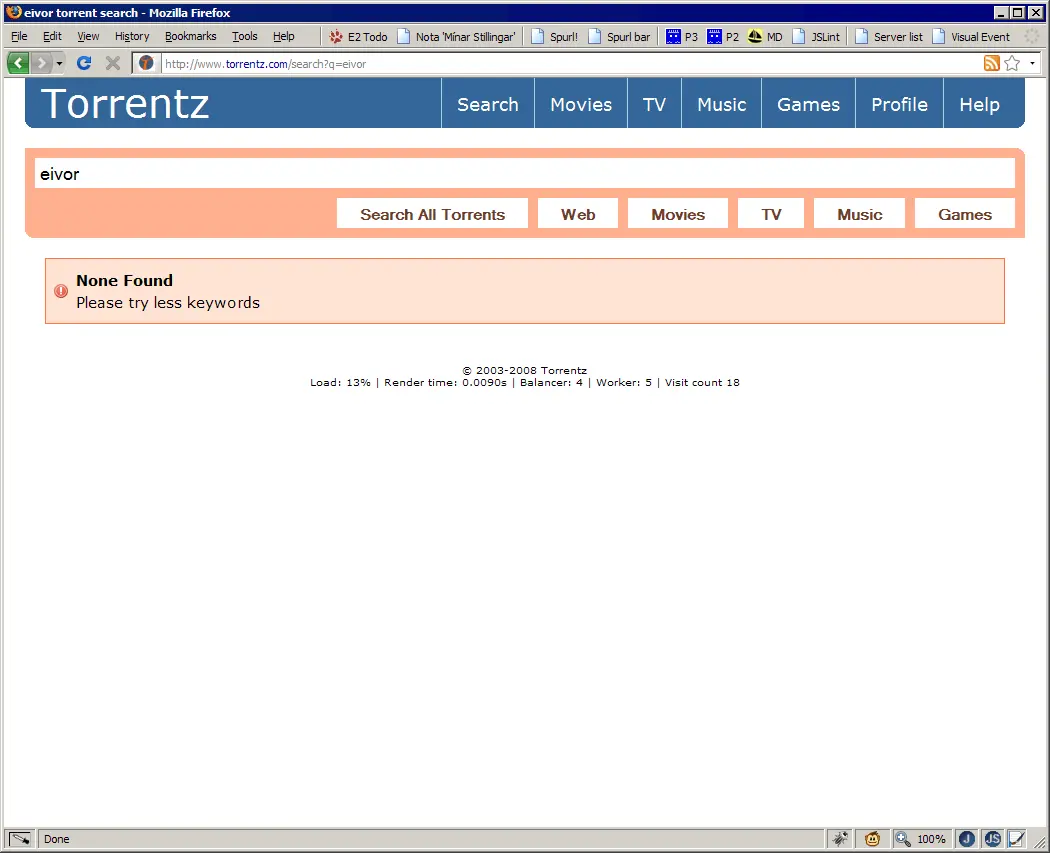 eivor torrent search - Mozilla Firefox
File Edit View History Bookmarks Tools Help E2 Todo Nota 'Mínar Stillingar' Spurl! Spurl bar P3 P2 MD JSLint Server list Visual Event
http://www.torrentz.com/search?q=eivor
Torrentz Search Movies TV Music Games Profile Help
eivor
Search All Torrents Web Movies TV Music Games
None Found
Please try less keywords
© 2003-2008 Torrentz
Load: 13% | Render time: 0.0090s | Balancer: 4 | Worker: 5 | Visit count 18
Done 100% J JS